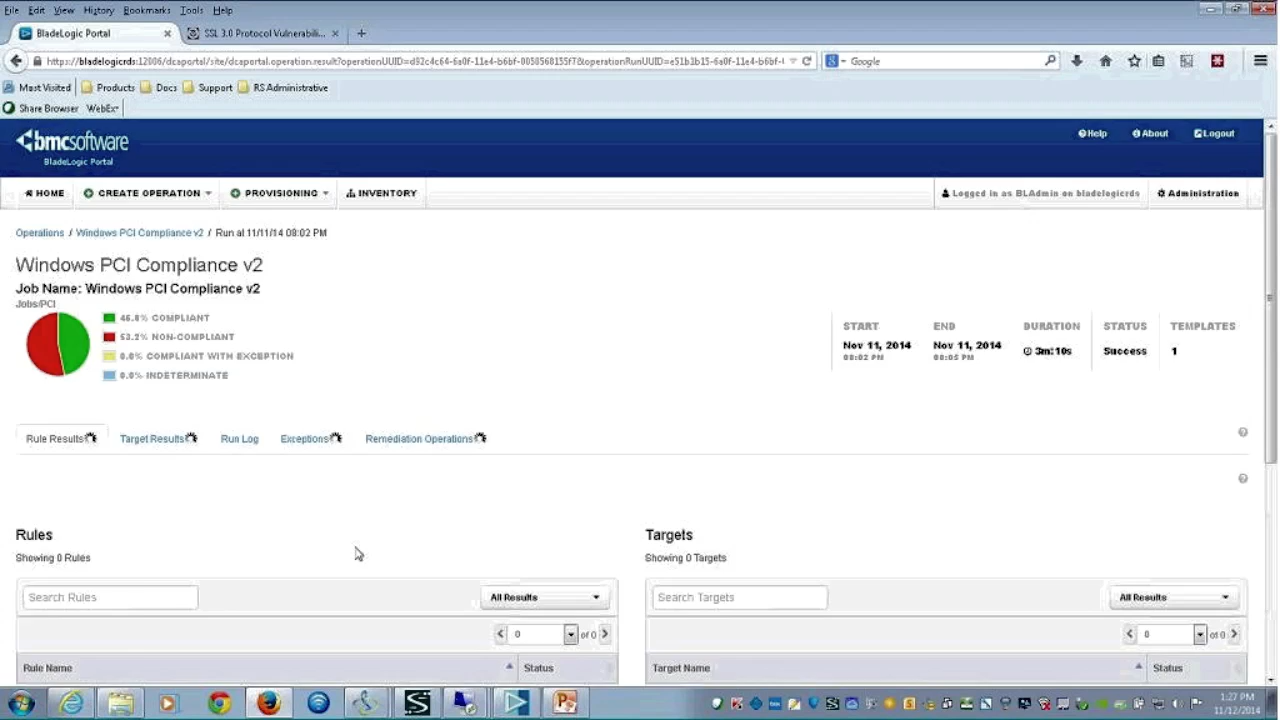 File Edit View History Bookmarks Tools Help
BladeLogic Portal × SSL 3.0 Protocol Vulnerabili... × +
Google
Most Visited Products Docs Support RS Administrative
Share Browser WebEx
bmcsoftware
BladeLogic Portal
Help About Logout
HOME CREATE OPERATION PROVISIONING INVENTORY Logged in as BLAdmin on bladelogicrds Administration
Operations / Windows PCI Compliance v2 / Run at 11/11/14 08:02 PM
Windows PCI Compliance v2
Job Name: Windows PCI Compliance v2
Jobs/PCI
46.8% COMPLIANT
53.2% NON-COMPLIANT
0.0% COMPLIANT WITH EXCEPTION
0.0% INDETERMINATE
START END DURATION STATUS TEMPLATES
Nov 11, 2014 Nov 11, 2014 3m: 10s Success 1
08:02 PM 08:05 PM
Rule Results Target Results Run Log Exceptions Remediation Operations
Rules Targets
Showing 0 Rules Showing 0 Targets
Search Rules All Results Search Targets All Results
0 of 0 0 of 0
Rule Name Status Target Name Status
1:27 PM
11/12/2014